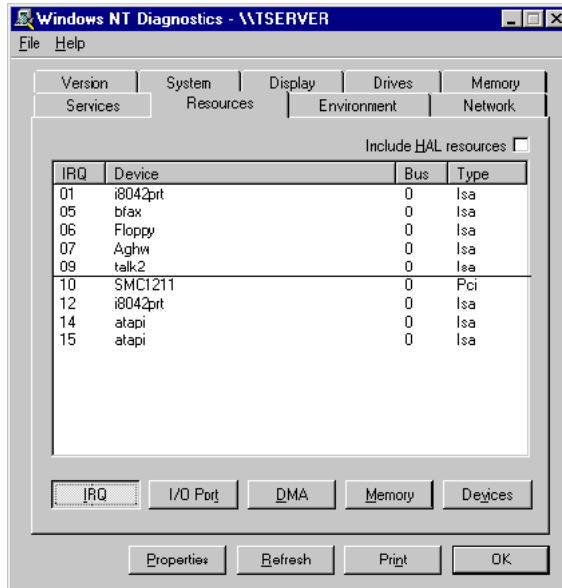 Windows NT Diagnostics - \\TSERVER
File Help
Version System Display Drives Memory
Services Resources Environment Network
Include HAL resources
IRQ Device Bus Type
01 i8042prt 0 Isa
05 bfax 0 Isa
06 Floppy 0 Isa
07 Aghw 0 Isa
09 talk2 0 Isa
10 SMC1211 0 Pci
12 i8042prt 0 Isa
14 atapi 0 Isa
15 atapi 0 Isa
IRQ I/O Port DMA Memory Devices
Properties Refresh Print OK